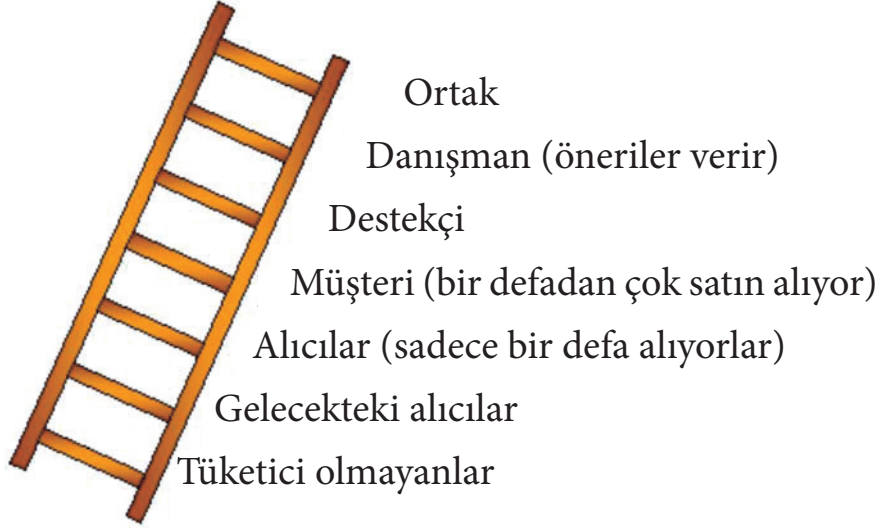 Ortak
Danışman (öneriler verir)
Destekçi
Müşteri (bir defadan çok satın alıyor)
Alıcılar (sadece bir defa alıyorlar)
Gelecekteki alıcılar
Tüketici olmayanlar